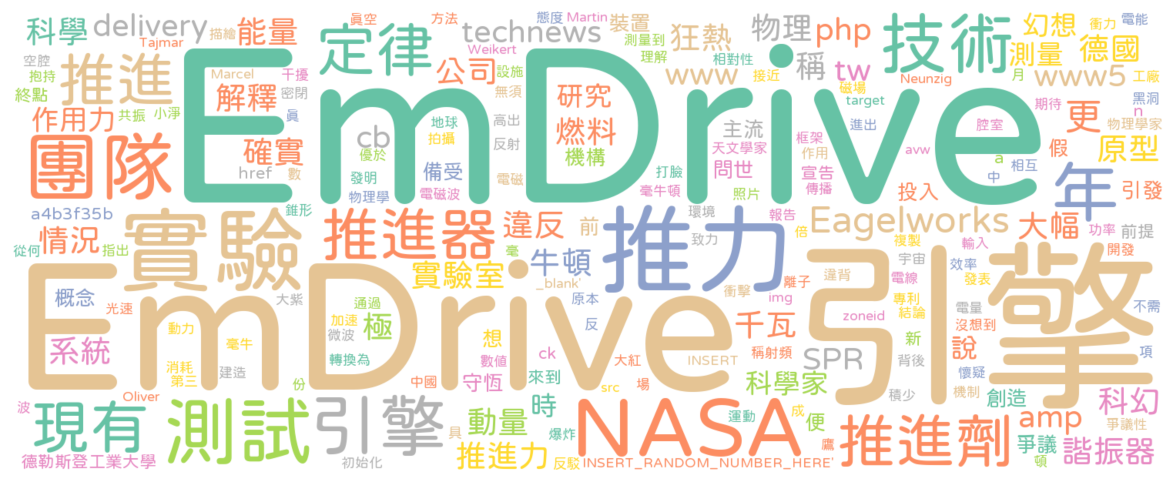 科學 delivery 描繪 能量 眞空 方法 定律 technews 態度 Martin 裝置 物理 php 幻想 衝力 電能
空腔 Tajmar EmDrive Weikert 測量到 理解 狂熱 稱 tw 技術 測量 德國
抱持 推進 Marcel 干擾 公司 設施 相對性 www 接近 Neunzig www5 月 工廠
終點 共振 小淨 解釋 密閉 無須 研究 磁場 target 黑洞 n
作用力 眞 地球 高出 燃料 主流 框架 進出 腔室 更 物理學家
團隊 確實 cb 拍攝 反射 機構 天文學家 作用 avw a 相互 假 原型
href 數 優於 備受 打臉 問世 宣告 中
a4b3f35b 發明 物理學 電磁波 電磁 毫牛頓 照片 傳播 投入 年 引發
情況 錐形 推進器 違反 前 環境 報告 Eagelworks 大幅 前提
從何 指出 實驗 毫 致力 推力 倍 複製 輸入 功率 開發
實驗室 牛頓 離子 違背 宇宙 效率
概念 大紫 _blank' 衝擊 電線 發表 引擎 不需
光速 EmDrive 通過 原本 img 專利 電量
動力 毫牛 加速 極 想 反 千瓦 zoneid 結論 沒想到 項
系統 微波 數值 稱射頻 SPR 新 說 懷疑
消耗 第三 建造 轉換為 ck 大紅 INSERT 背後
份 中國 守恆 來到 場 src 科學家 積少 機制 創造 科幻
波 Oliver 引擎 動量 時 運動 成 便 amp 爭議性
現有 測試 具 爆炸 NASA 鷹 推進劑 爭議 諧振器
德勒斯登工業大學 初始化 推進力 反駁 INSERT_RANDOM_NUMBER_HERE' 頓